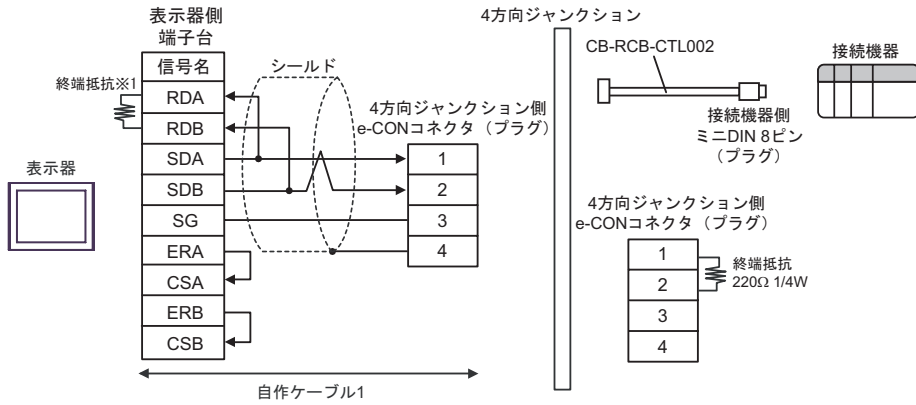 表示器側
端子台
信号名
終端抵抗※1
RDA
RDB
SDA
SDB
SG
ERA
CSA
ERB
CSB
表示器
シールド
4方向ジャンクション側
e-CONコネクタ（プラグ）
1
2
3
4
自作ケーブル1
4方向ジャンクション
CB-RCB-CTL002
接続機器
接続機器側
ミニDIN 8ピン
（プラグ）
4方向ジャンクション側
e-CONコネクタ（プラグ）
1
2
3
4
終端抵抗
220Ω 1/4W